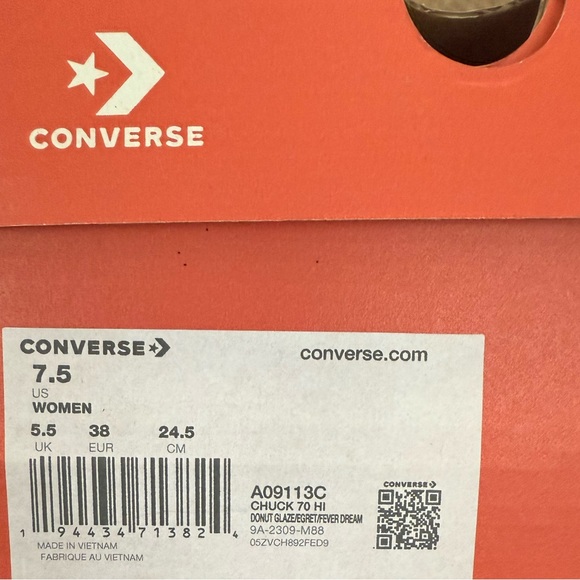 CONVERSE
CONVERSE
converse.com
7.5
US
WOMEN
5.5 38 24.5
UK EUR CM
A09113C
CHUCK 70 HI
DONUT GLAZE/EGRET/FEVER DREAM
9A-2309-M88
05ZVCH892FED9
CONVERSE
1 94434 71382 4
MADE IN VIETNAM
FABRIQUE AU VIETNAM